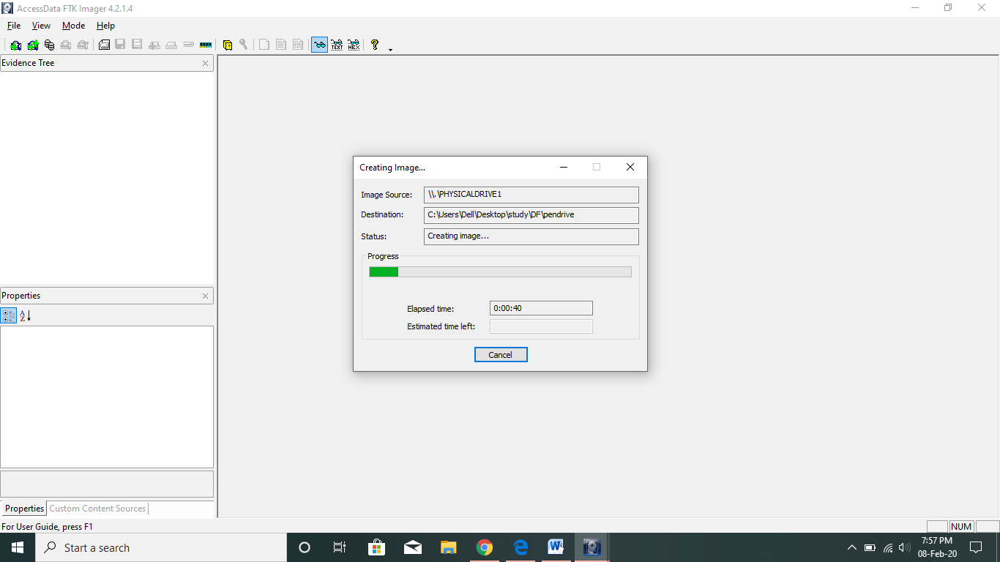 AccessData FTK Imager 4.2.1.4
File View Mode Help
TEXT HEX
DIR
Evidence Tree
Creating Image...
Image Source: \\.\PHYSICALDRIVE1
Destination: C:\Users\Dell\Desktop\study\DF\pendrive
Status: Creating image...
Progress
Elapsed time: 0:00:40
Estimated time left:
Cancel
Properties
A
Z
Properties Custom Content Sources
For User Guide, press F1
NUM
Start a search
W
7:57 PM
08-Feb-20